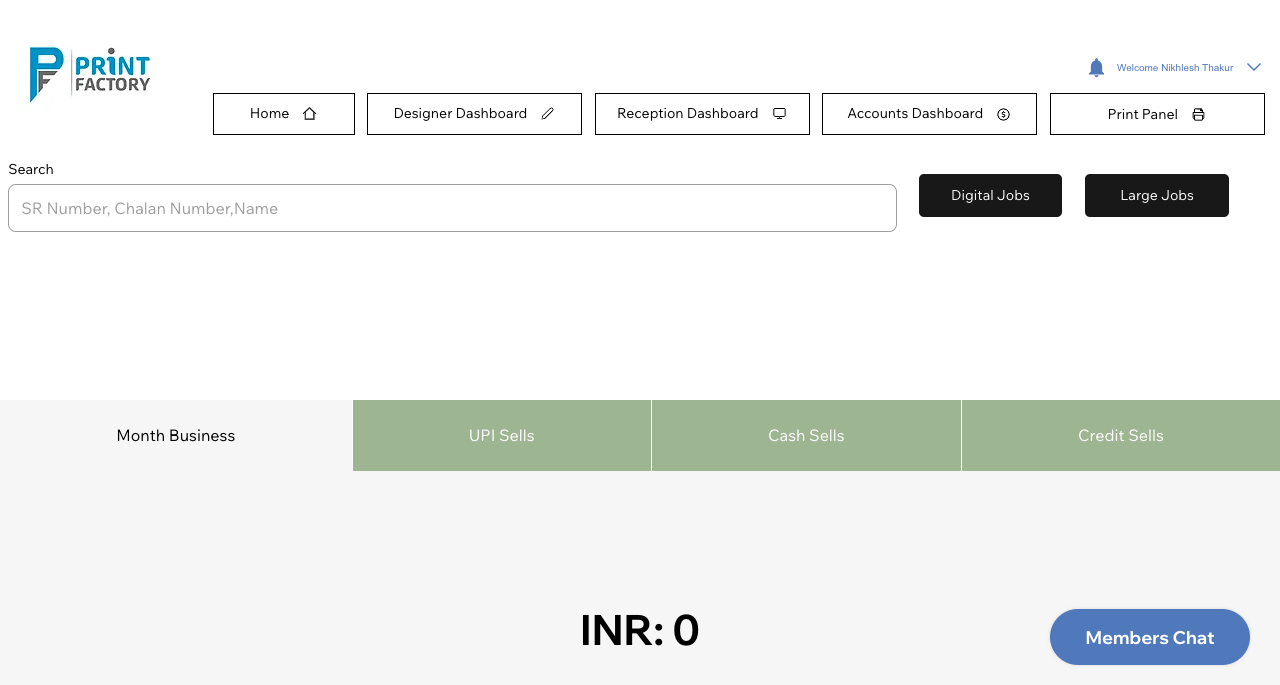 PRINT
FACTORY
Welcome Nikhlesh Thakur
Home
Designer Dashboard
Reception Dashboard
Accounts Dashboard
Print Panel
Search
SR Number, Chalan Number,Name
Digital Jobs
Large Jobs
Month Business
UPI Sells
Cash Sells
Credit Sells
INR: 0
Members Chat